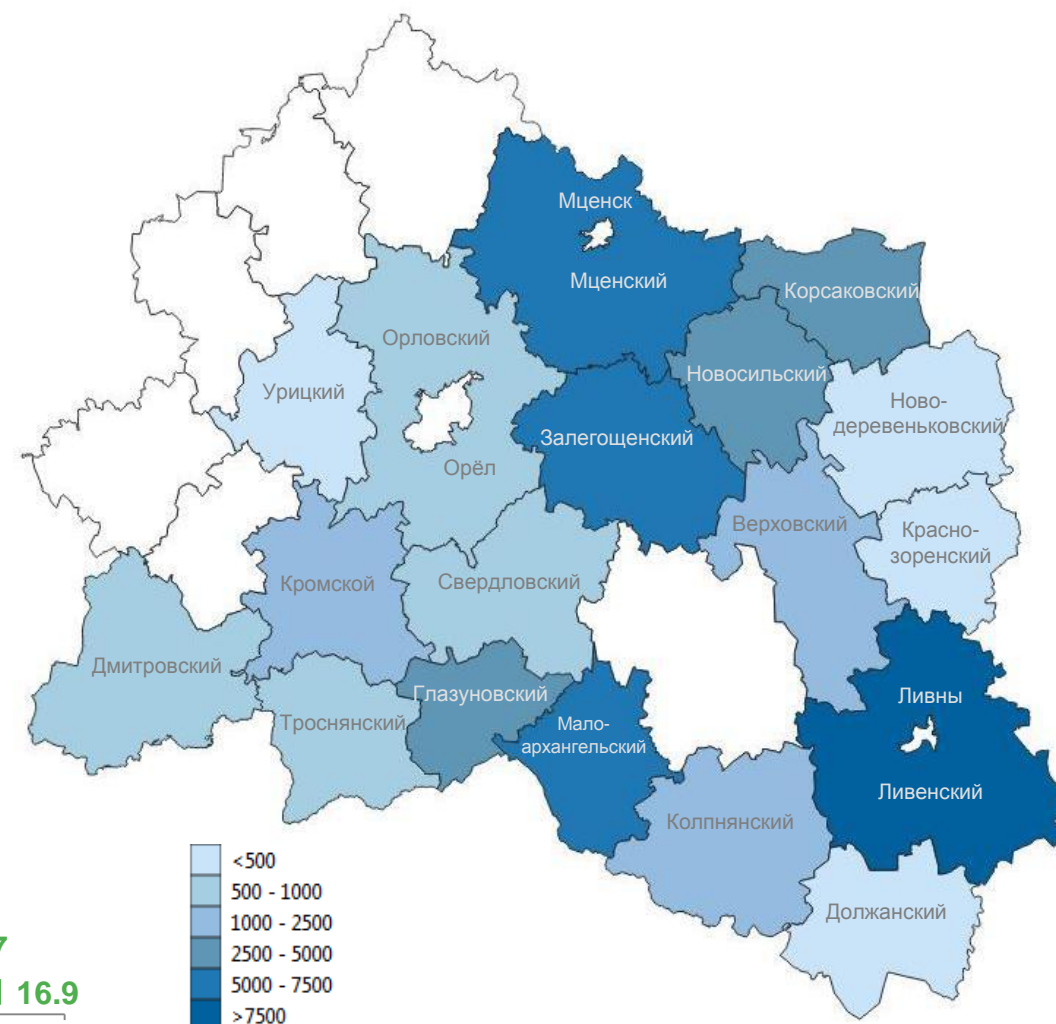 Мценск
Мценский
Корсаковский
Орловский
Новосильский
Урицкий
Ново-
деревеньковский
Залегощенский
Орёл
Верховский
Красно-
зоренский
Кромской
Свердловский
Дмитровский
Глазуновский
Троснянский
Мало-
архангельский
Ливны
Ливенский
Колпнянский
Должанский
<500
500 - 1000
1000 - 2500
2500 - 5000
5000 - 7500
>7500
7
16.9